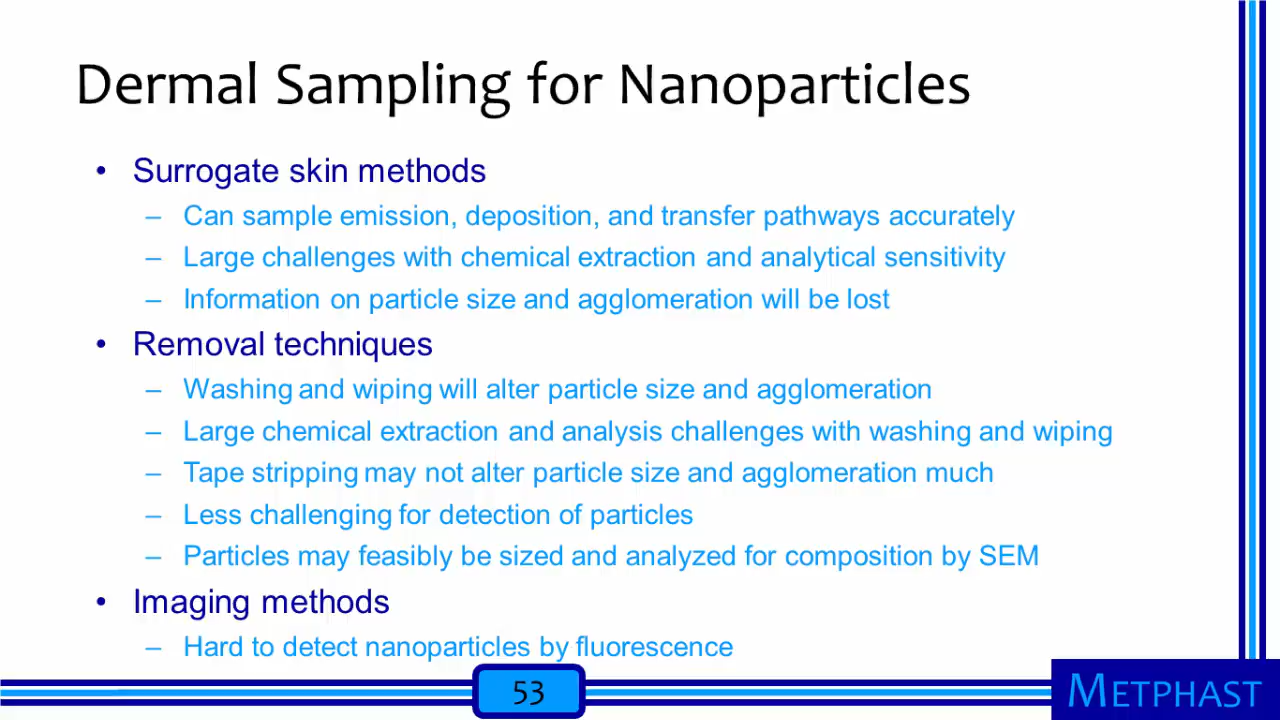 Dermal Sampling for Nanoparticles
• Surrogate skin methods
– Can sample emission, deposition, and transfer pathways accurately
– Large challenges with chemical extraction and analytical sensitivity
– Information on particle size and agglomeration will be lost
• Removal techniques
– Washing and wiping will alter particle size and agglomeration
– Large chemical extraction and analysis challenges with washing and wiping
– Tape stripping may not alter particle size and agglomeration much
– Less challenging for detection of particles
– Particles may feasibly be sized and analyzed for composition by SEM
• Imaging methods
– Hard to detect nanoparticles by fluorescence
53
METPHAST